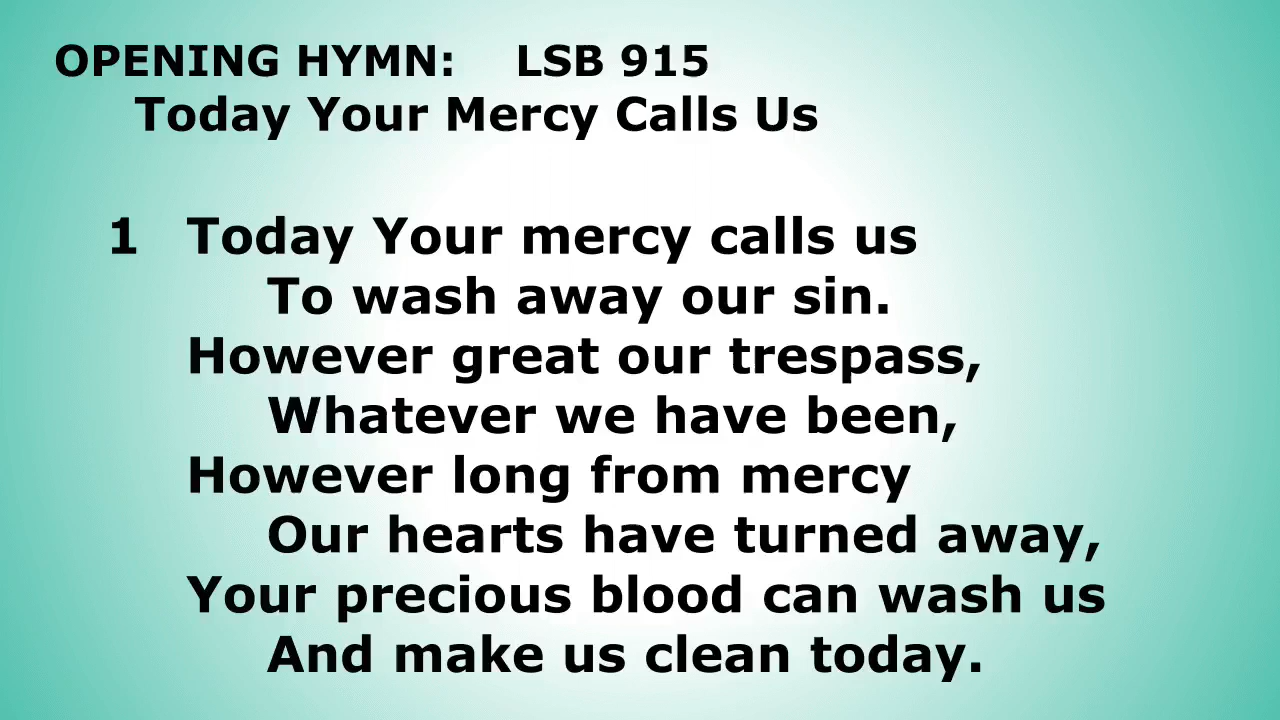 OPENING HYMN: LSB 915
Today Your Mercy Calls Us
1 Today Your mercy calls us
To wash away our sin.
However great our trespass,
Whatever we have been,
However long from mercy
Our hearts have turned away,
Your precious blood can wash us
And make us clean today.